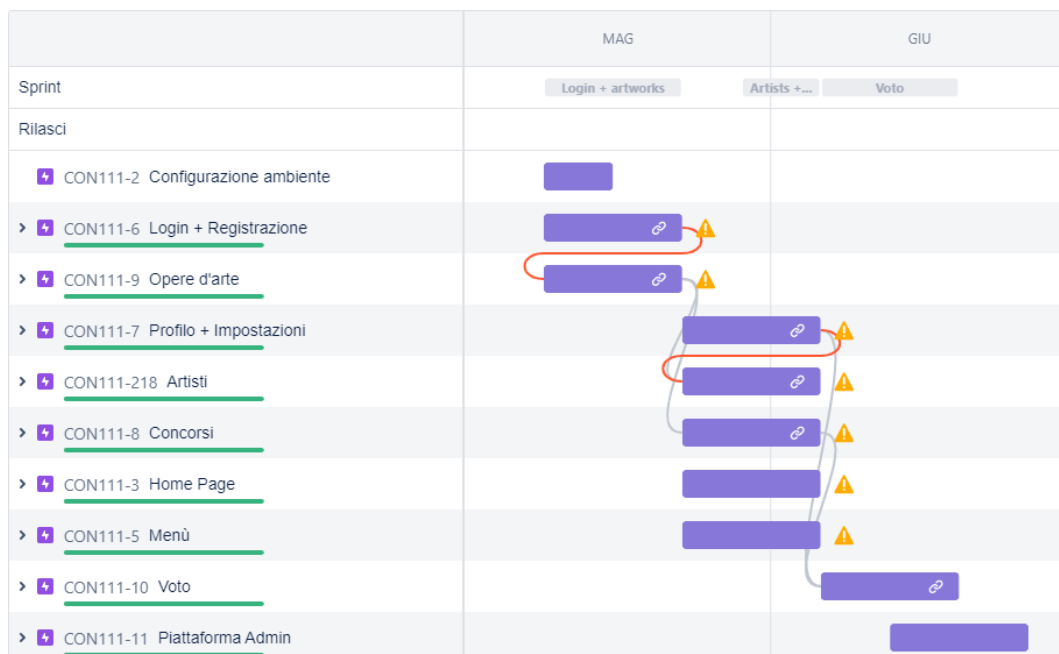 MAG GIU
Sprint Login + artworks Artists +... Voto
Rilasci
CON111-2 Configurazione ambiente
CON111-6 Login + Registrazione
CON111-9 Opere d'arte
CON111-7 Profilo + Impostazioni
CON111-218 Artisti
CON111-8 Concorsi
CON111-3 Home Page
CON111-5 Menù
CON111-10 Voto
CON111-11 Piattaforma Admin